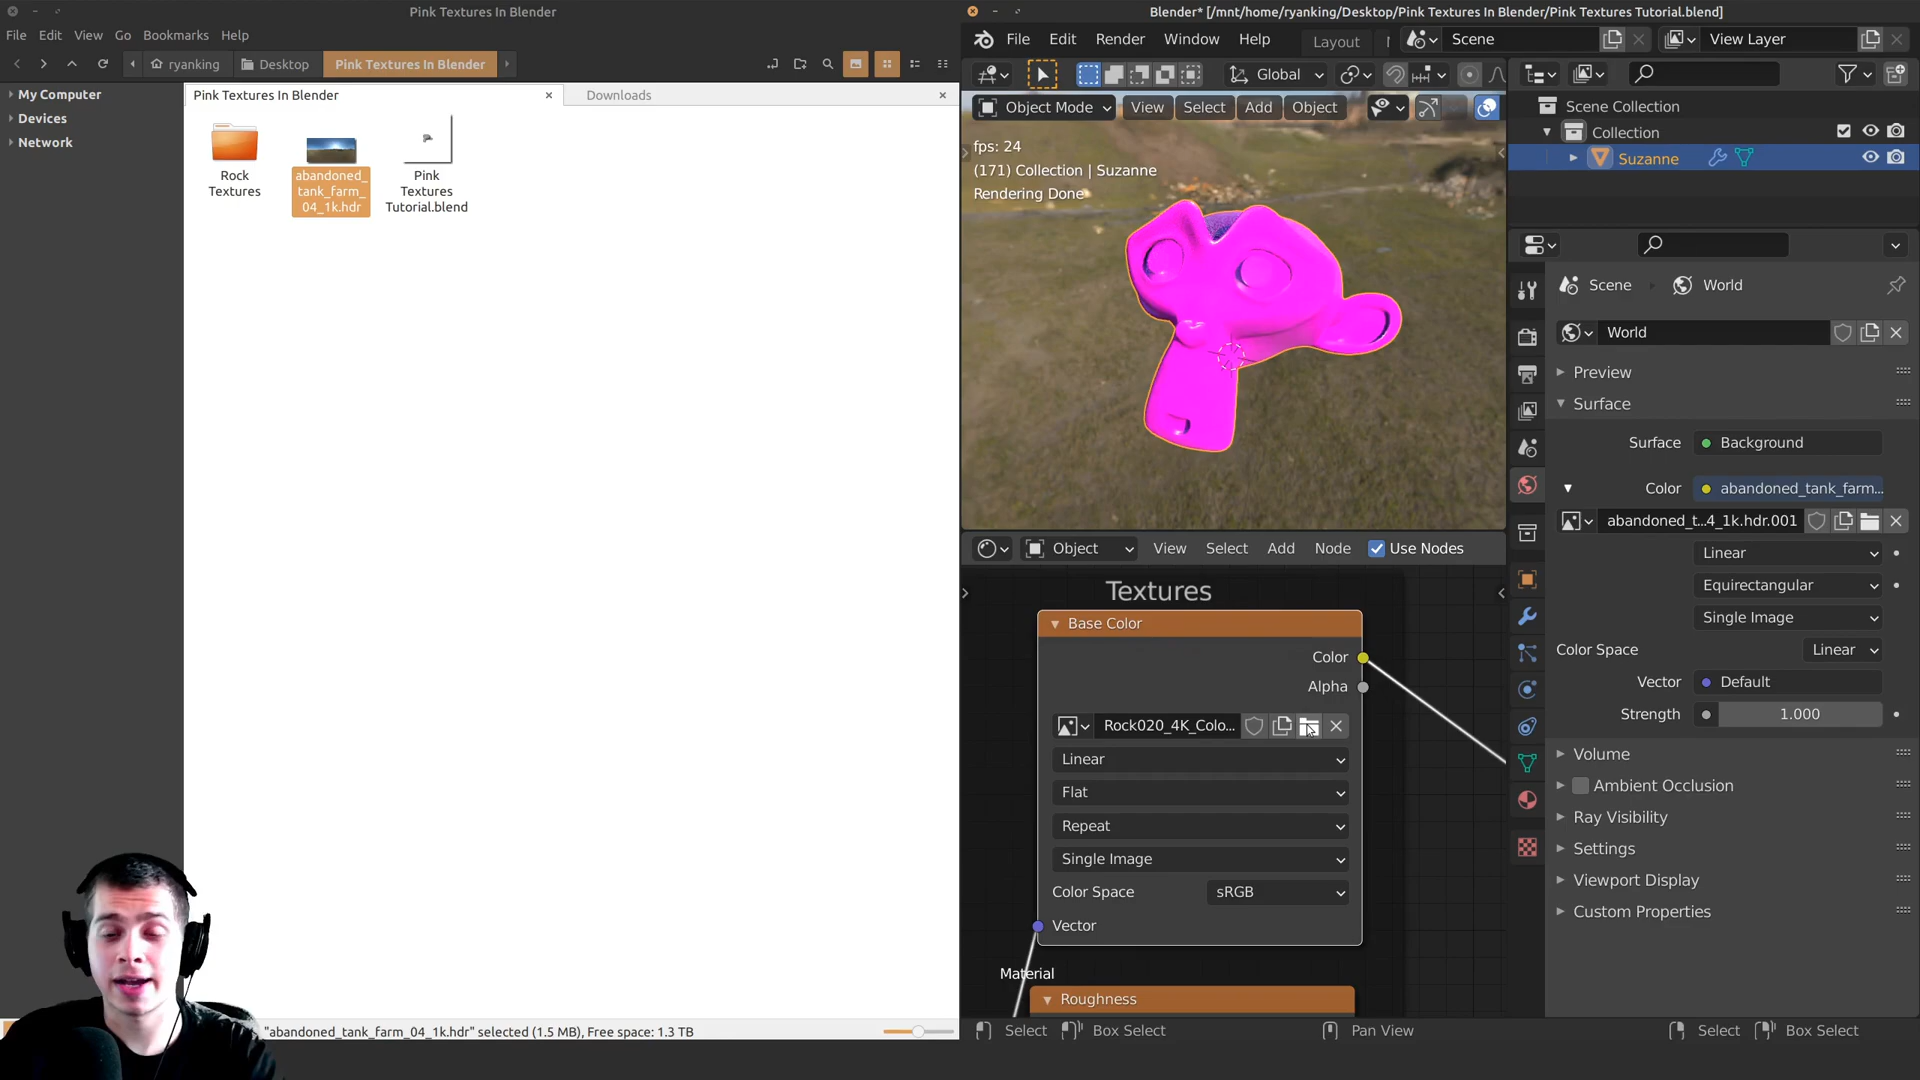 Pink Textures In Blender
File Edit View Go Bookmarks Help
ryanking Desktop Pink Textures In Blender
My Computer
Devices
Network
Pink Textures In Blender
Downloads
Rock
Textures
abandoned_
tank_farm_
04_1k.hdr
Pink
Textures
Tutorial.blend
"abandoned_tank_farm_04_1k.hdr" selected (1.5 MB), Free space: 1.3 TB
Blender* [/mnt/home/ryanking/Desktop/Pink Textures In Blender/Pink Textures Tutorial.blend]
File Edit Render Window Help Layout Scene View Layer
Global
Object Mode View Select Add Object
fps: 24
(171) Collection | Suzanne
Rendering Done
Object View Select Add Node Use Nodes
Textures
Base Color
Color
Alpha
Rock020_4K_Colo...
Linear
Flat
Repeat
Single Image
Color Space sRGB
Vector
Material
Roughness
Scene Collection
Collection
Suzanne
Scene World
World
Preview
Surface
Surface Background
Color abandoned_tank_farm...
abandoned_t...4_1k.hdr.001
Linear
Equirectangular
Single Image
Color Space Linear
Vector Default
Strength 1.000
Volume
Ambient Occlusion
Ray Visibility
Settings
Viewport Display
Custom Properties
Select Box Select Pan View Select Box Select